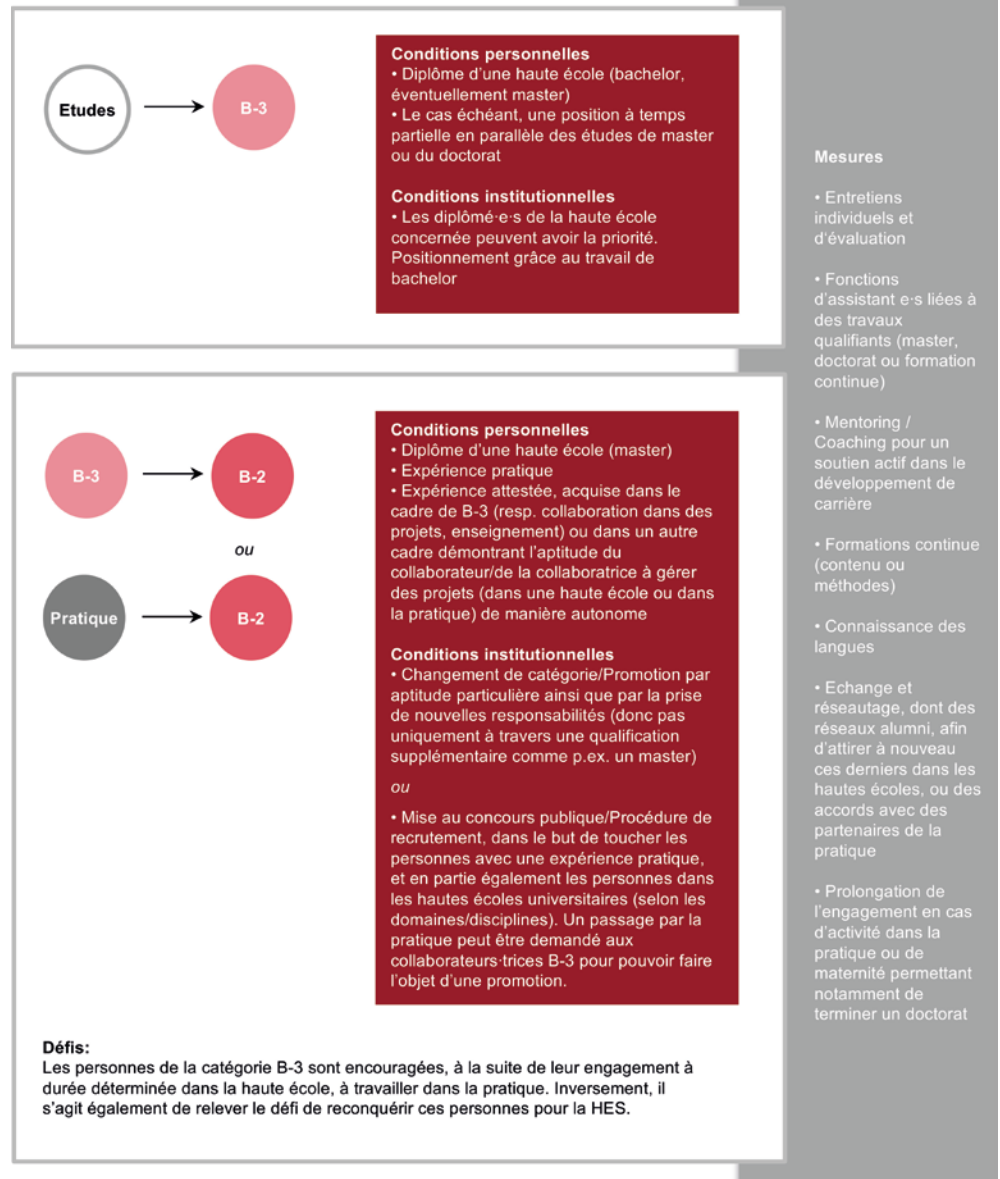 Etudes
B-3
Conditions personnelles
• Diplôme d'une haute école (bachelor,
éventuellement master)
• Le cas échéant, une position à temps
partielle en parallèle des études de master
ou du doctorat
Conditions institutionnelles
• Les diplômé·e·s de la haute école
concernée peuvent avoir la priorité.
Positionnement grâce au travail de
bachelor
B-3
B-2
ou
Pratique
B-2
Conditions personnelles
• Diplôme d'une haute école (master)
• Expérience pratique
• Expérience attestée, acquise dans le
cadre de B-3 (resp. collaboration dans des
projets, enseignement) ou dans un autre
cadre démontrant l'aptitude du
collaborateur/de la collaboratrice à gérer
des projets (dans une haute école ou dans
la pratique) de manière autonome
Conditions institutionnelles
• Changement de catégorie/Promotion par
aptitude particulière ainsi que par la prise
de nouvelles responsabilités (donc pas
uniquement à travers une qualification
supplémentaire comme p.ex. un master)
ou
• Mise au concours publique/Procédure de
recrutement, dans le but de toucher les
personnes avec une expérience pratique,
et en partie également les personnes dans
les hautes écoles universitaires (selon les
domaines/disciplines). Un passage par la
pratique peut être demandé aux
collaborateurs·trices B-3 pour pouvoir faire
l'objet d'une promotion.
Défis:
Les personnes de la catégorie B-3 sont encouragées, à la suite de leur engagement à
durée déterminée dans la haute école, à travailler dans la pratique. Inversement, il
s'agit également de relever le défi de reconquérir ces personnes pour la HES.
Mesures
• Entretiens
individuels et
d'évaluation
• Fonctions
d'assistant e·s liées à
des travaux
qualifiants (master,
doctorat ou formation
continue)
• Mentoring /
Coaching pour un
soutien actif dans le
développement de
carrière
• Formations continue
(contenu ou
méthodes)
• Connaissance des
langues
• Echange et
réseautage, dont des
réseaux alumni, afin
d'attirer à nouveau
ces derniers dans les
hautes écoles, ou des
accords avec des
partenaires de la
pratique
• Prolongation de
l'engagement en cas
d'activité dans la
pratique ou de
maternité permettant
notamment de
terminer un doctorat